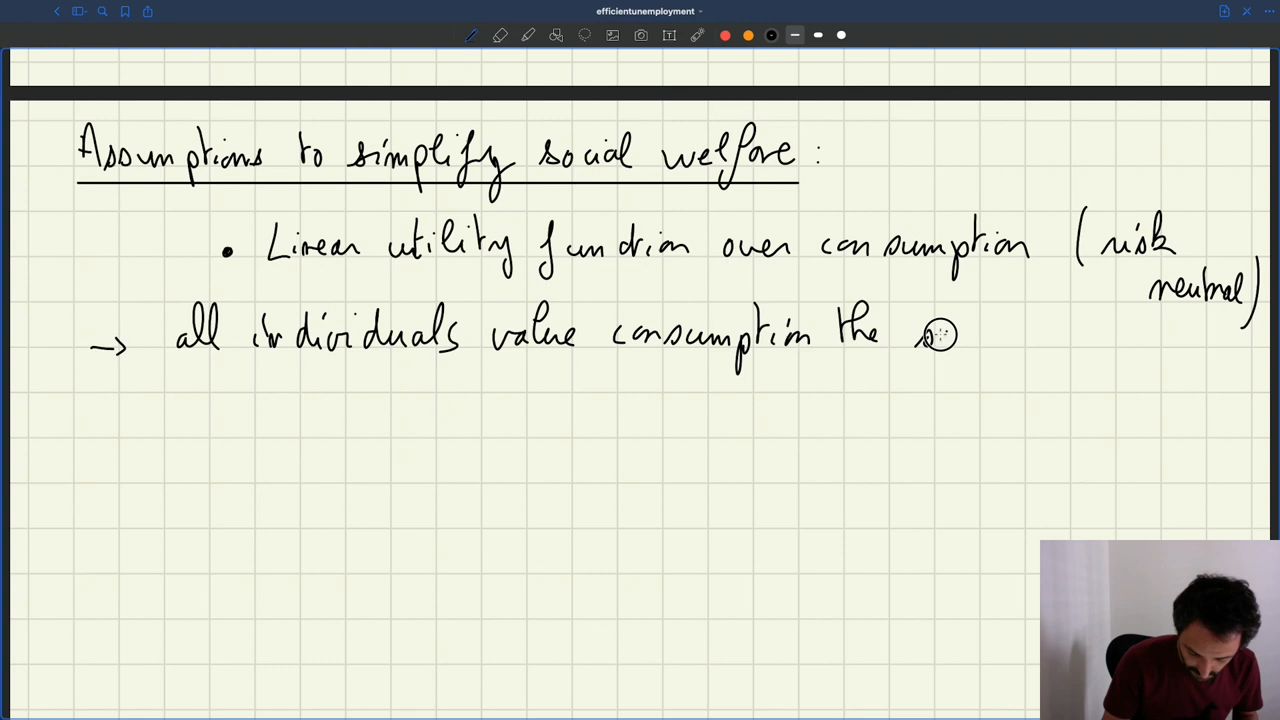 efficientunemployment
Assumptions to simplify social welfare :
• Linear utility function over consumption (risk
neutral)
→ all individuals value consumption the